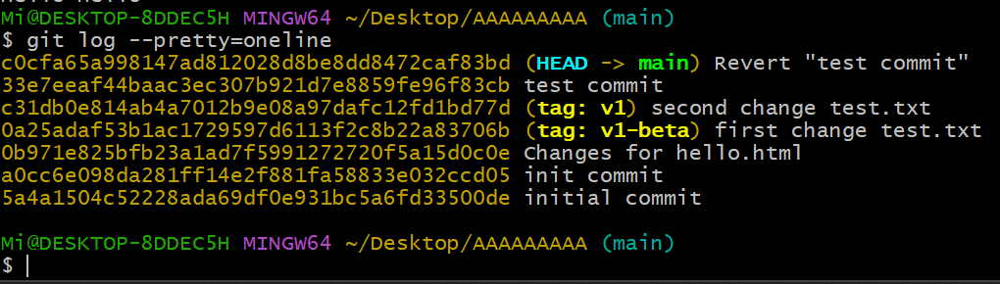 Mi@DESKTOP-8DDEC5H MINGW64 ~/Desktop/AAAAAAAAA (main)
$ git log --pretty=oneline
c0cfa65a998147ad812028d8be8dd8472caf83bd (HEAD -> main) Revert "test commit"
33e7eeaf44baac3ec307b921d7e8859fe96f83cb test commit
c31db0e814ab4a7012b9e08a97dafc12fd1bd77d (tag: v1) second change test.txt
0a25adaf53b1ac1729597d6113f2c8b22a83706b (tag: v1-beta) first change test.txt
0b971e825bfb23a1ad7f5991272720f5a15d0c0e Changes for hello.html
a0cc6e098da281ff14e2f881fa58833e032ccd05 init commit
5a4a1504c52228ada69df0e931bc5a6fd33500de initial commit
Mi@DESKTOP-8DDEC5H MINGW64 ~/Desktop/AAAAAAAAA (main)
$